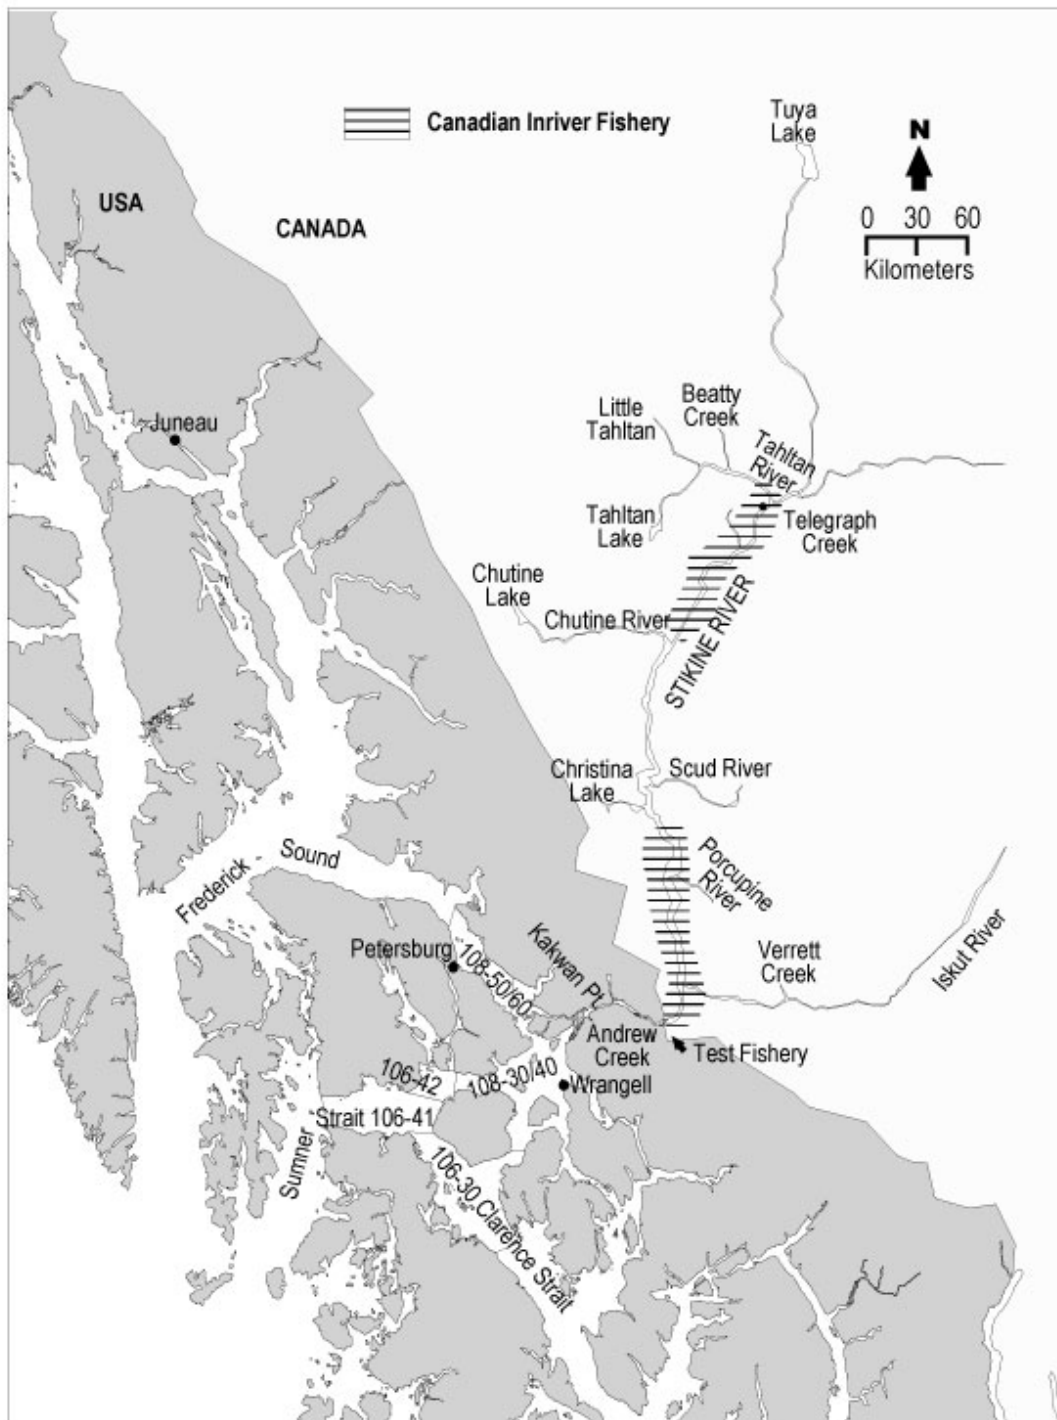 Tuya
Lake
Canadian Inriver Fishery
N
USA
CANADA
0 30 60
Kilometers
Juneau
Little
Tahltan
Beatty
Creek
Tahltan
River
Tahltan
Lake
Telegraph
Creek
Chutine
Lake
Chutine River
STIKINE RIVER
Christina
Lake
Scud River
Frederick
Sound
Porcupine
River
Petersburg
108-50/60
Kakwan Pt.
Verrett
Creek
Iskut River
Andrew
Creek
Test Fishery
106-42
108-30/40
Wrangell
Strait 106-41
Sumner
106-30 Clarence Strait